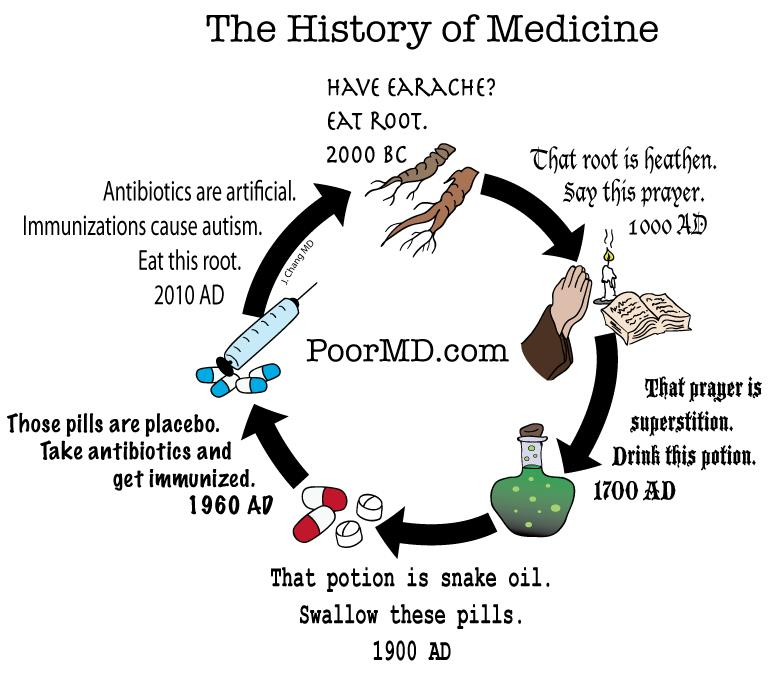 The History of Medicine
HAVE EARACHE?
EAT ROOT.
2000 BC
That root is heathen.
Say this prayer.
1000 AD
That prayer is
superstition.
Drink this potion.
1700 AD
That potion is snake oil.
Swallow these pills.
1900 AD
Those pills are placebo.
Take antibiotics and
get immunized.
1960 AD
Antibiotics are artificial.
Immunizations cause autism.
Eat this root.
2010 AD
J. Chang MD
PoorMD.com